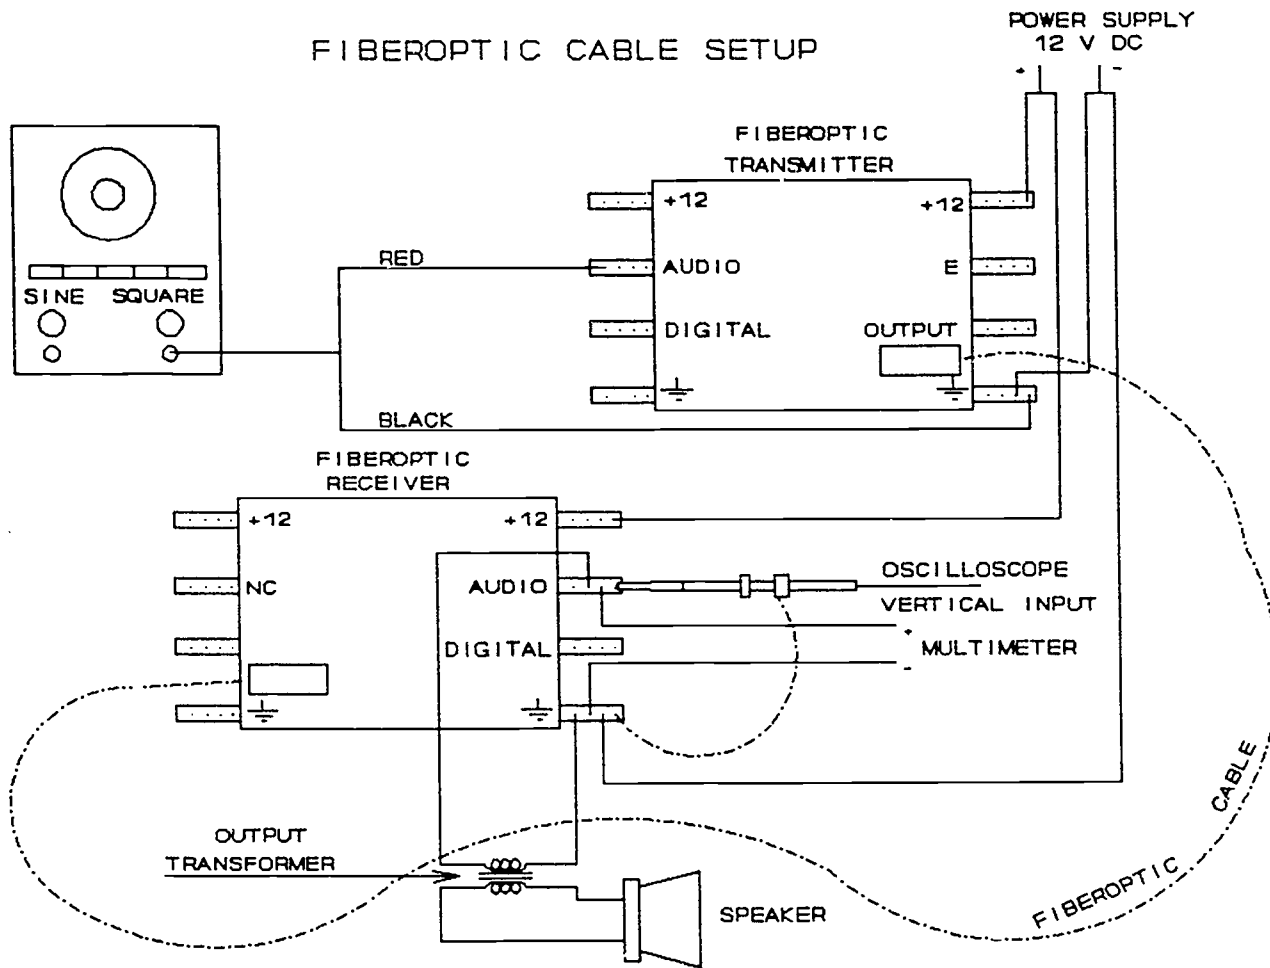 POWER SUPPLY
12 V DC
+ -
FIBEROPTIC CABLE SETUP
FIBEROPTIC
TRANSMITTER
+12 +12
RED
AUDIO E
SINE SQUARE
DIGITAL OUTPUT
BLACK
FIBEROPTIC
RECEIVER
+12 +12
NC AUDIO
OSCILLOSCOPE
VERTICAL INPUT
+
DIGITAL
MULTIMETER
-
CABLE
OUTPUT
TRANSFORMER
FIBEROPTIC
SPEAKER